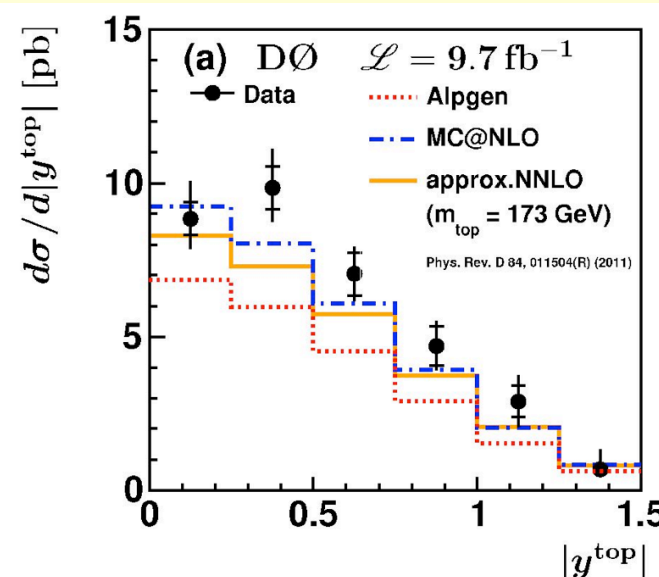 dσ/d|y^top| [pb]
15
10
5
0
(a) DØ ℒ = 9.7 fb⁻¹
Data
Alpgen
MC@NLO
approx.NNLO
(m_top = 173 GeV)
Phys. Rev. D 84, 011504(R) (2011)
0 0.5 1 1.5
|y^top|